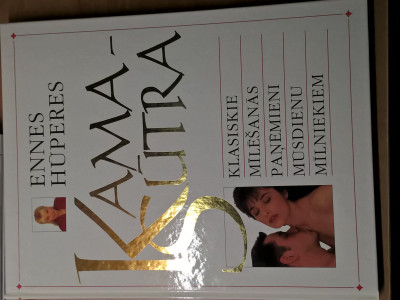 ENNES
HŪPERES
KAMA-
SŪTRA
KLASISKIE
MĪLĒŠANĀS
PAŅĒMIENI
MŪSDIENU
MĪLNIEKIEM